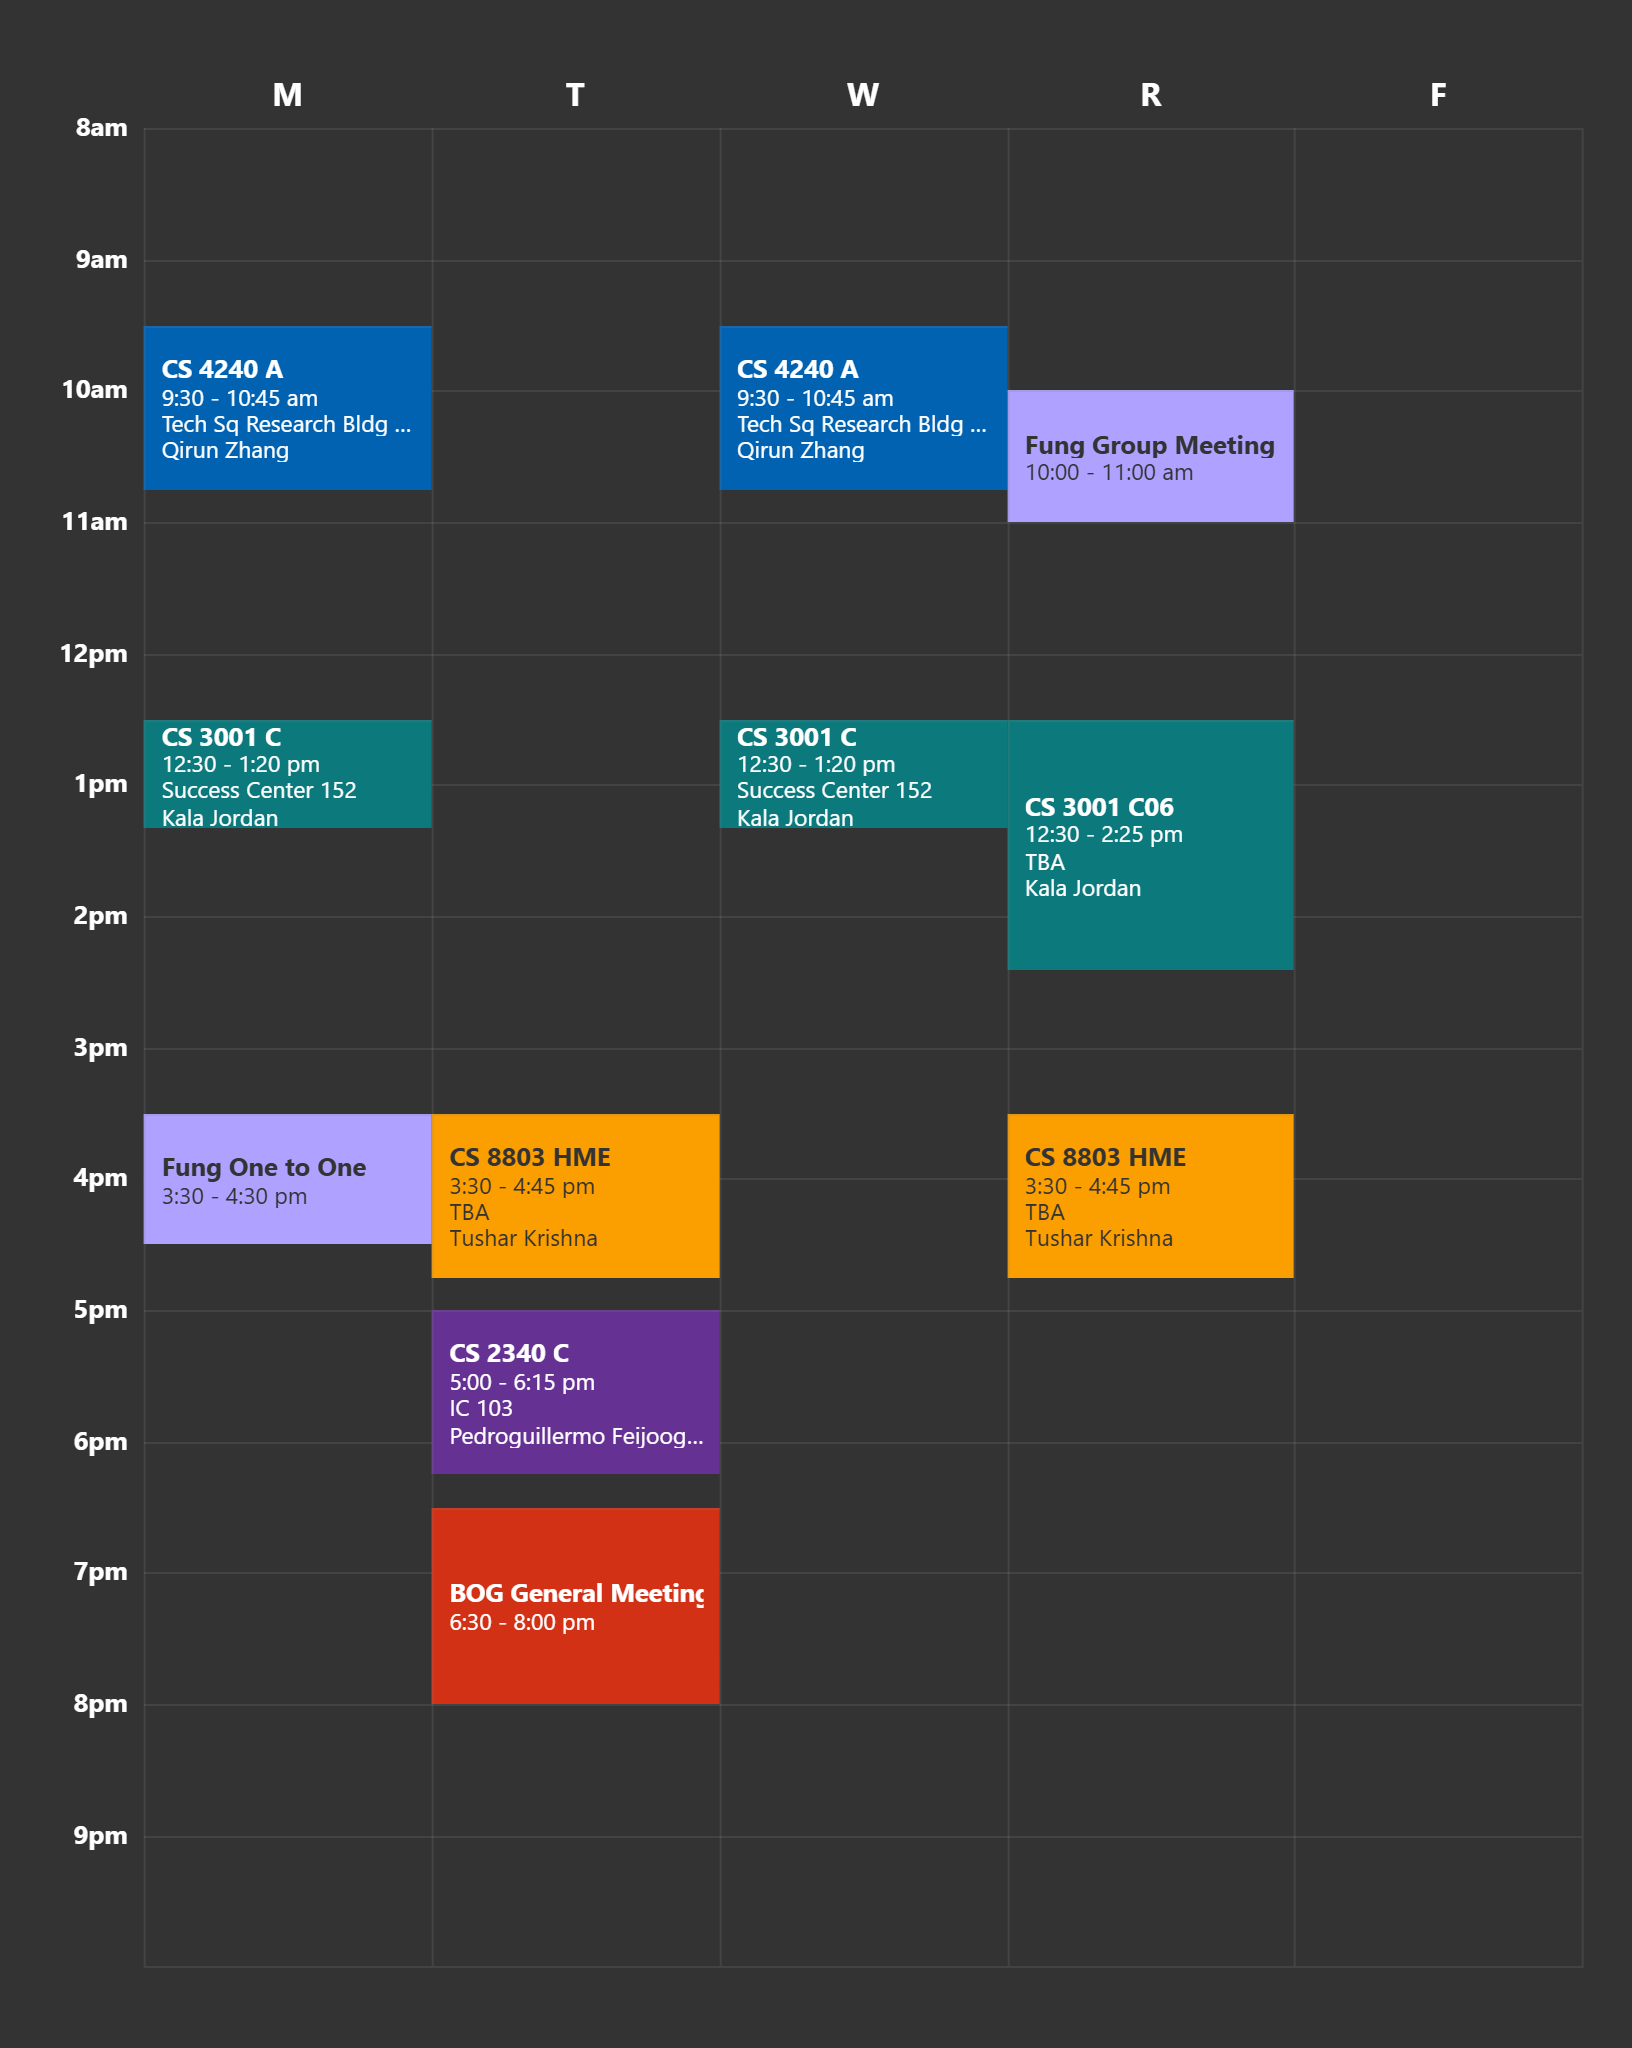 M T W R F
8am
9am
10am
11am
12pm
1pm
2pm
3pm
4pm
5pm
6pm
7pm
8pm
9pm
CS 4240 A
9:30 - 10:45 am
Tech Sq Research Bldg ...
Qirun Zhang
CS 3001 C
12:30 - 1:20 pm
Success Center 152
Kala Jordan
Fung One to One
3:30 - 4:30 pm
CS 8803 HME
3:30 - 4:45 pm
TBA
Tushar Krishna
CS 2340 C
5:00 - 6:15 pm
IC 103
Pedroguillermo Feijoog...
BOG General Meeting
6:30 - 8:00 pm
CS 4240 A
9:30 - 10:45 am
Tech Sq Research Bldg ...
Qirun Zhang
CS 3001 C
12:30 - 1:20 pm
Success Center 152
Kala Jordan
Fung Group Meeting
10:00 - 11:00 am
CS 3001 C06
12:30 - 2:25 pm
TBA
Kala Jordan
CS 8803 HME
3:30 - 4:45 pm
TBA
Tushar Krishna